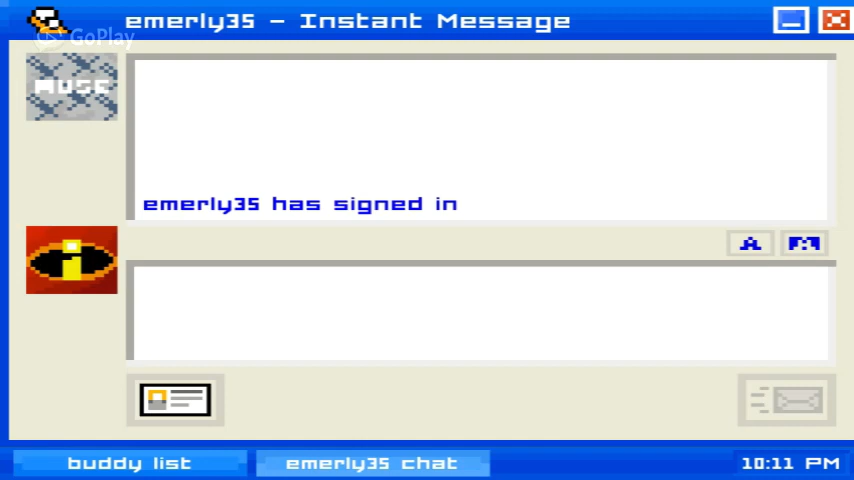 emerly35 - Instant Message
GoPlay
MUSE
emerly35 has signed in
A
buddy list
emerly35 chat
10:11 PM